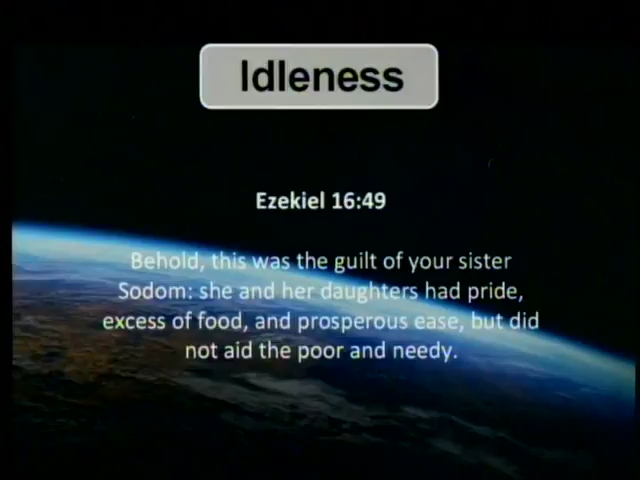 Idleness
Ezekiel 16:49
Behold, this was the guilt of your sister
Sodom: she and her daughters had pride,
excess of food, and prosperous ease, but did
not aid the poor and needy.